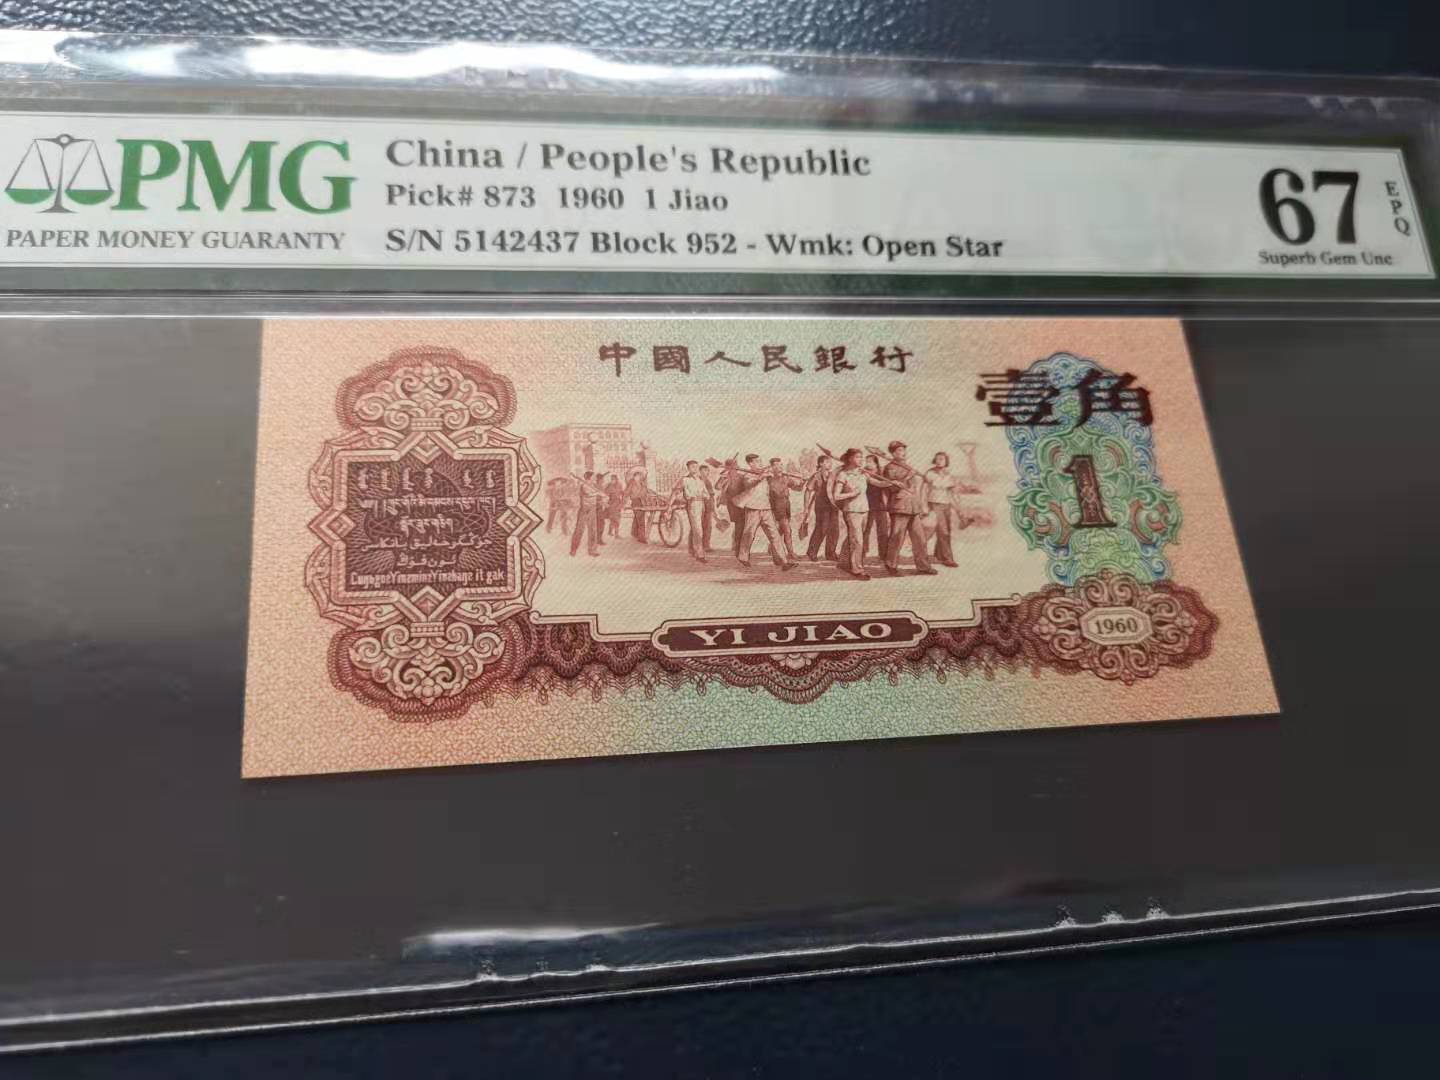 PMG
PAPER MONEY GUARANTY
China / People's Republic
Pick# 873 1960 1 Jiao
S/N 5142437 Block 952 - Wmk: Open Star
67
EPQ
Superb Gem Unc
中國人民銀行
壹角
1
YI JIAO
1960